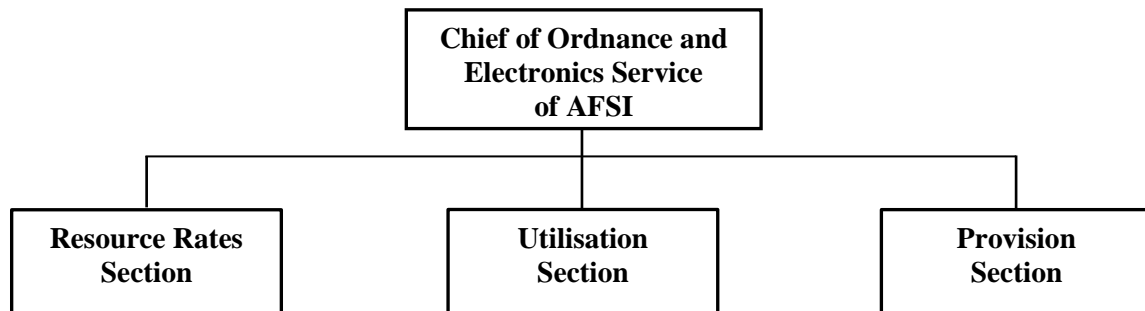 Chief of Ordnance and
Electronics Service
of AFSI
Resource Rates
Section
Utilisation
Section
Provision
Section